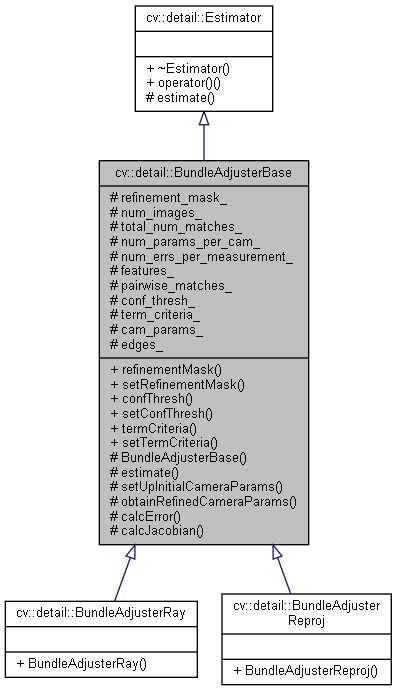 cv::detail::Estimator
+ ~Estimator()
+ operator()()
# estimate()
cv::detail::BundleAdjusterBase
# refinement_mask_
# num_images_
# total_num_matches_
# num_params_per_cam_
# num_errs_per_measurement_
# features_
# pairwise_matches_
# conf_thresh_
# term_criteria_
# cam_params_
# edges_
+ refinementMask()
+ setRefinementMask()
+ confThresh()
+ setConfThresh()
+ termCriteria()
+ setTermCriteria()
# BundleAdjusterBase()
# estimate()
# setUpInitialCameraParams()
# obtainRefinedCameraParams()
# calcError()
# calcJacobian()
cv::detail::BundleAdjusterRay
+ BundleAdjusterRay()
cv::detail::BundleAdjuster
Reproj
+ BundleAdjusterReproj()